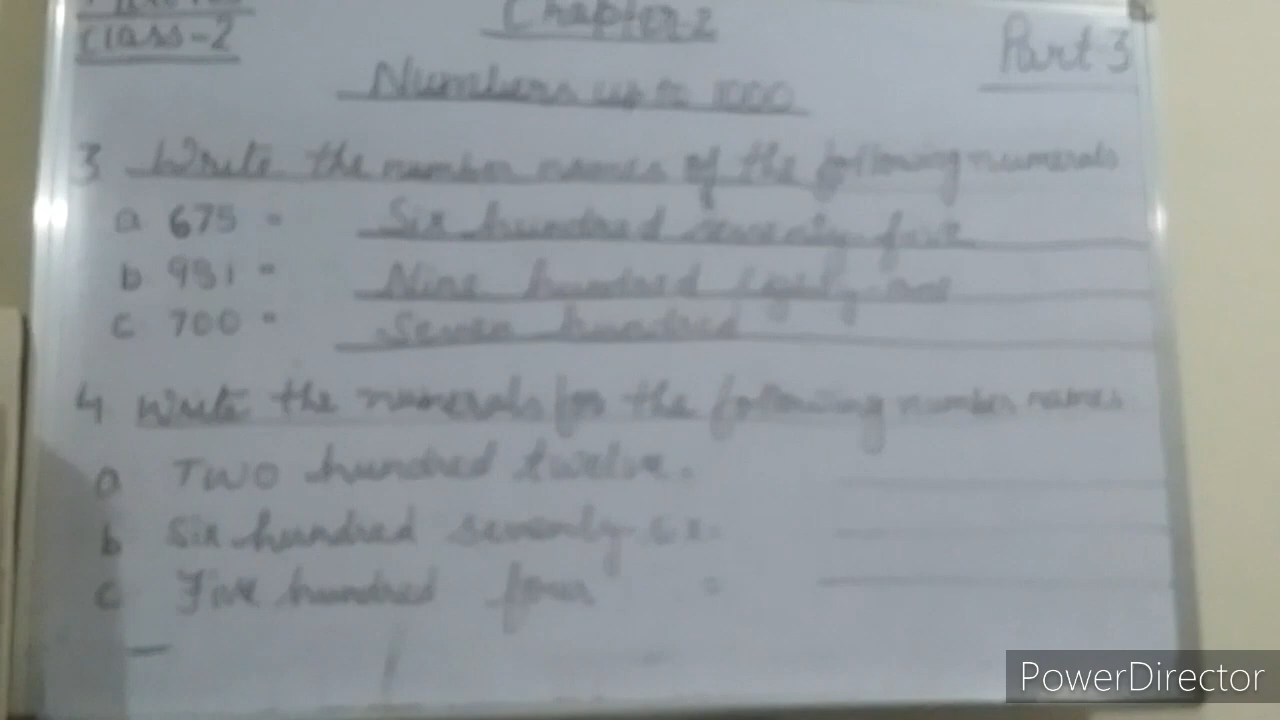 Class-2
Chapter 2
Part 3
Numbers up to 1000
3 Write the number names of the following numerals
a 675 = Six hundred seventy five
b 981 = Nine hundred eighty one
c 700 = Seven hundred
4 Write the numerals for the following number names
a Two hundred twelve.
b Six hundred seventy six.
c Five hundred four =
PowerDirector